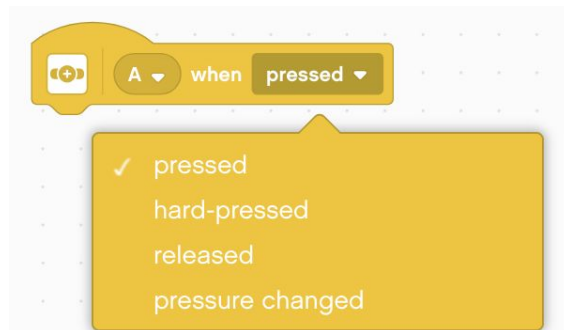 A when pressed
pressed
hard-pressed
released
pressure changed